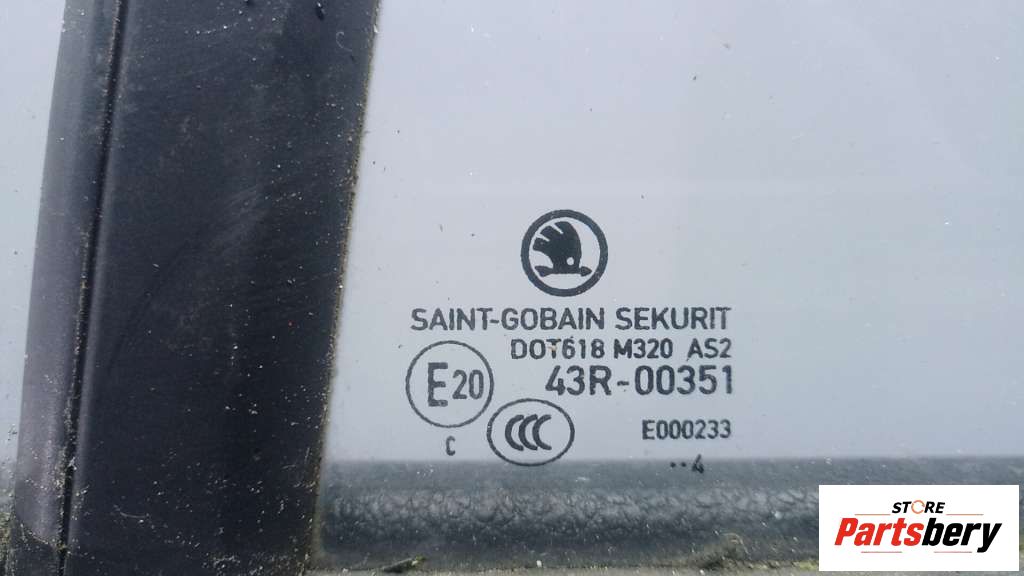 SAINT-GOBAIN SEKURIT
DOT618 M320 AS2
E20 43R-00351
C CCC E000233
··4
STORE
Partsbery